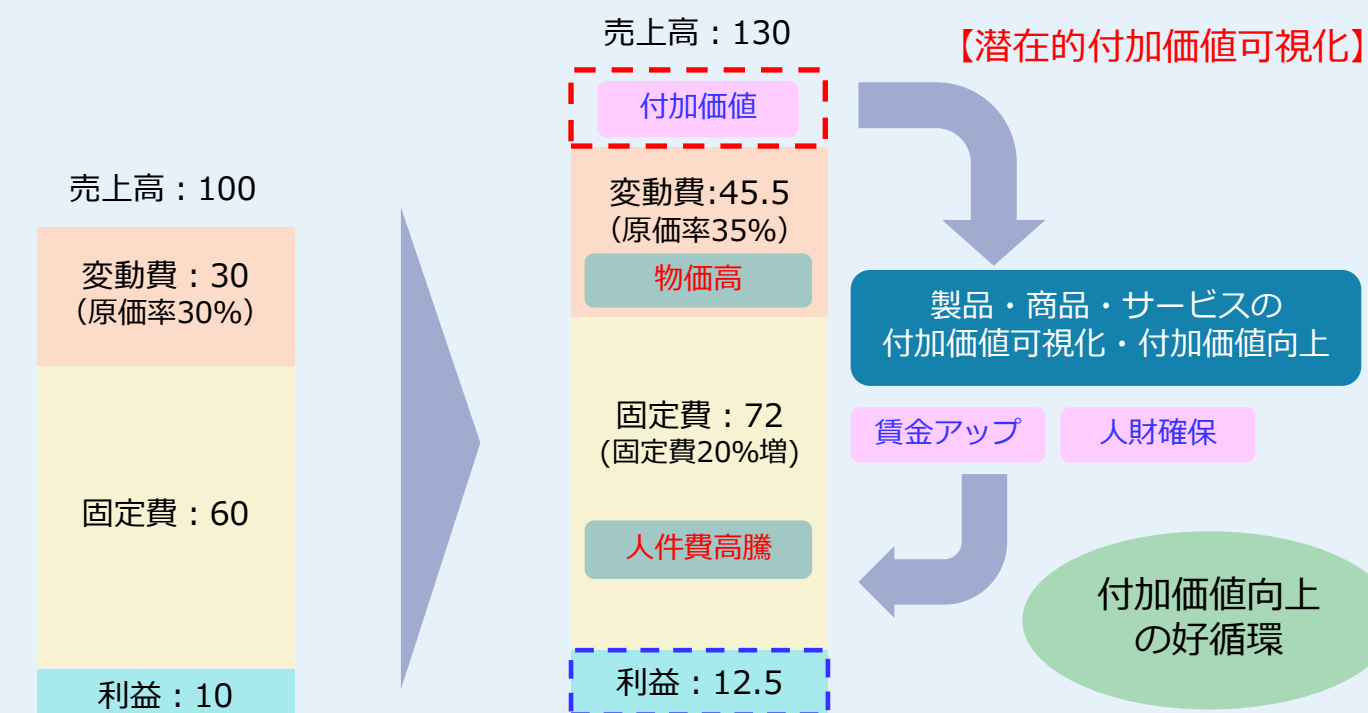 売上高：100
変動費：30
（原価率30%）
固定費：60
利益：10
売上高：130
付加価値
変動費:45.5
（原価率35%）
物価高
固定費：72
(固定費20%増)
人件費高騰
利益：12.5
【潜在的付加価値可視化】
製品・商品・サービスの
付加価値可視化・付加価値向上
賃金アップ
人財確保
付加価値向上
の好循環